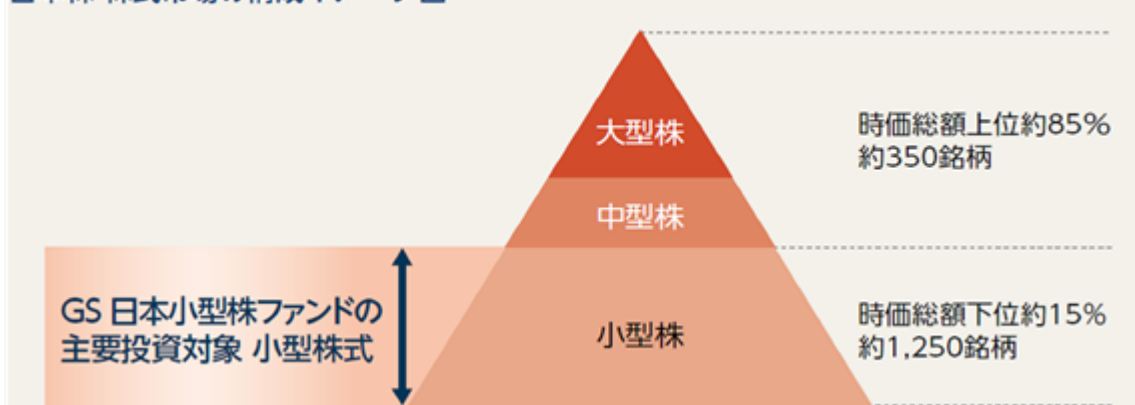 大型株
時価総額上位約85%
約350銘柄
中型株
GS 日本小型株ファンドの
主要投資対象 小型株式
小型株
時価総額下位約15%
約1,250銘柄